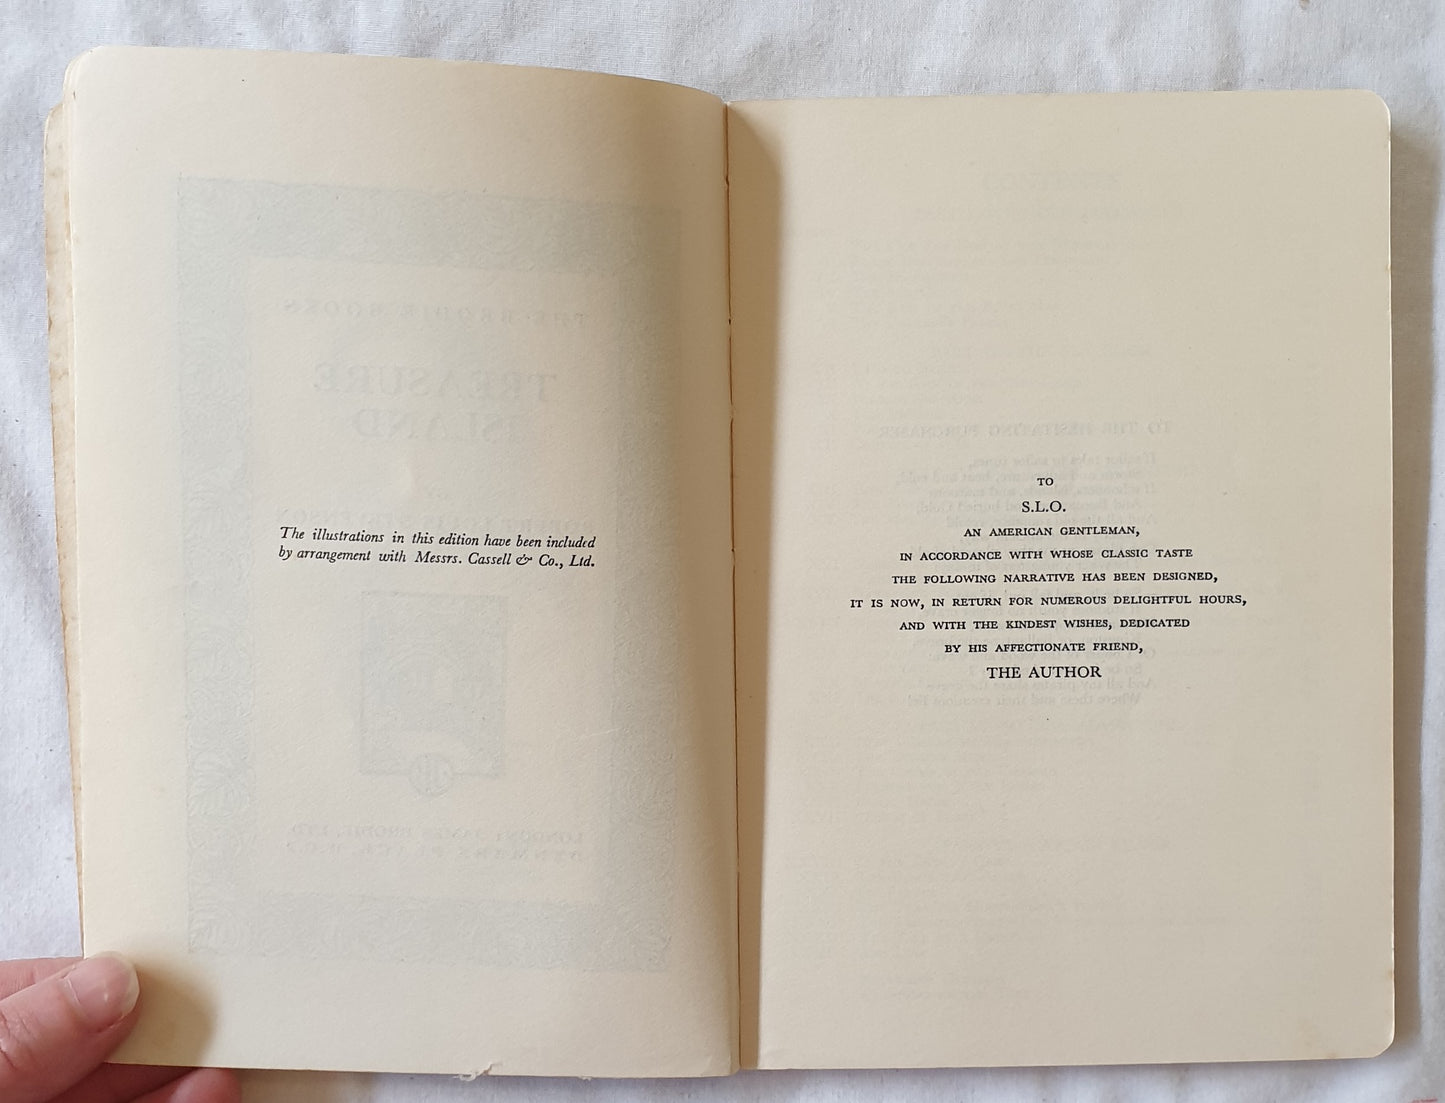 The illustrations in this edition have been included
by arrangement with Messrs. Cassell & Co., Ltd.
TO
S.L.O.
AN AMERICAN GENTLEMAN,
IN ACCORDANCE WITH WHOSE CLASSIC TASTE
THE FOLLOWING NARRATIVE HAS BEEN DESIGNED,
IT IS NOW, IN RETURN FOR NUMEROUS DELIGHTFUL HOURS,
AND WITH THE KINDEST WISHES, DEDICATED
BY HIS AFFECTIONATE FRIEND,
THE AUTHOR